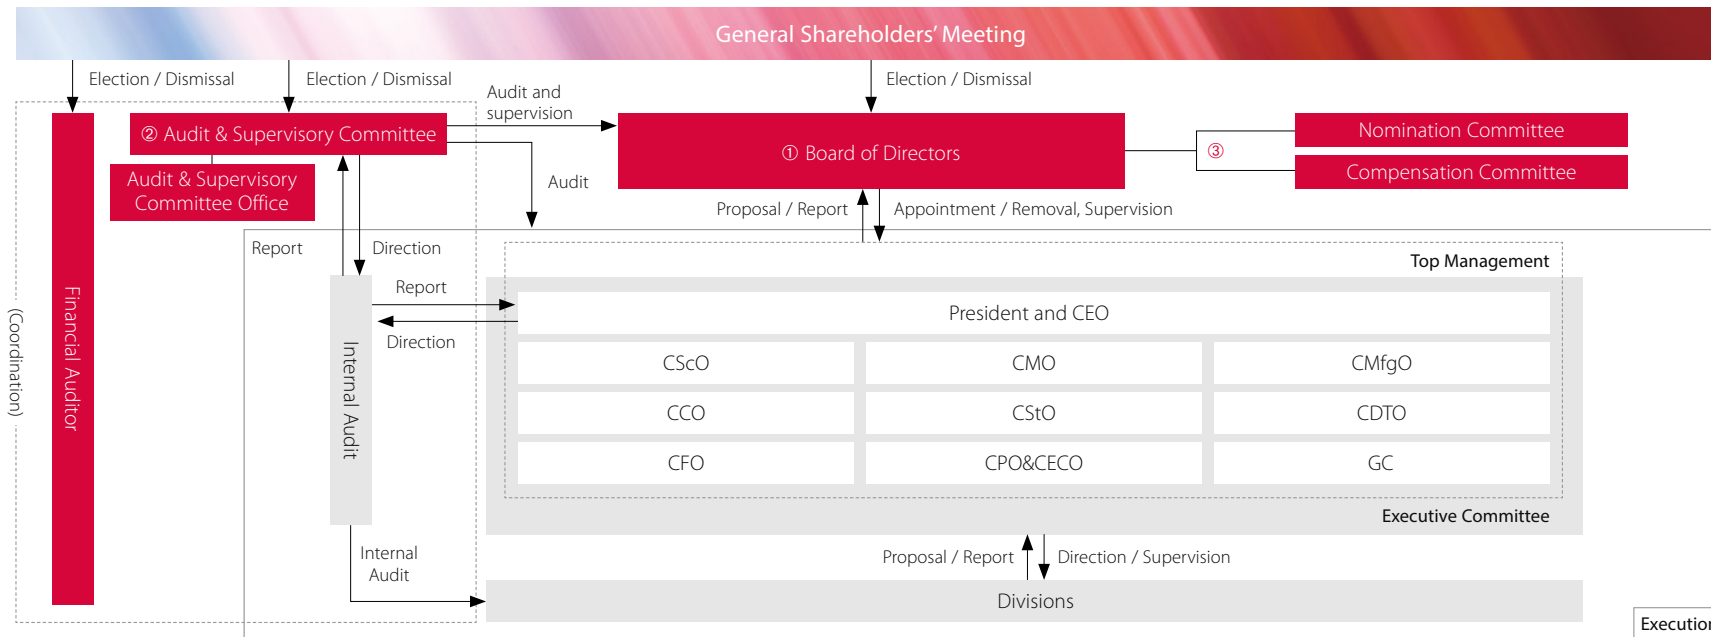 General Shareholders' Meeting
Election / Dismissal
Election / Dismissal
Election / Dismissal
Audit and
supervision
② Audit & Supervisory Committee
① Board of Directors
③
Nomination Committee
Compensation Committee
Audit & Supervisory
Committee Office
Audit
Proposal / Report
Appointment / Removal, Supervision
Report
Direction
Top Management
Report
Direction
President and CEO
CScO
CMO
CMfgO
CCO
CStO
CDTO
CFO
CPO&CECO
GC
(Coordination)
Financial Auditor
Internal Audit
Executive Committee
Internal
Audit
Proposal / Report
Direction / Supervision
Divisions
Execution